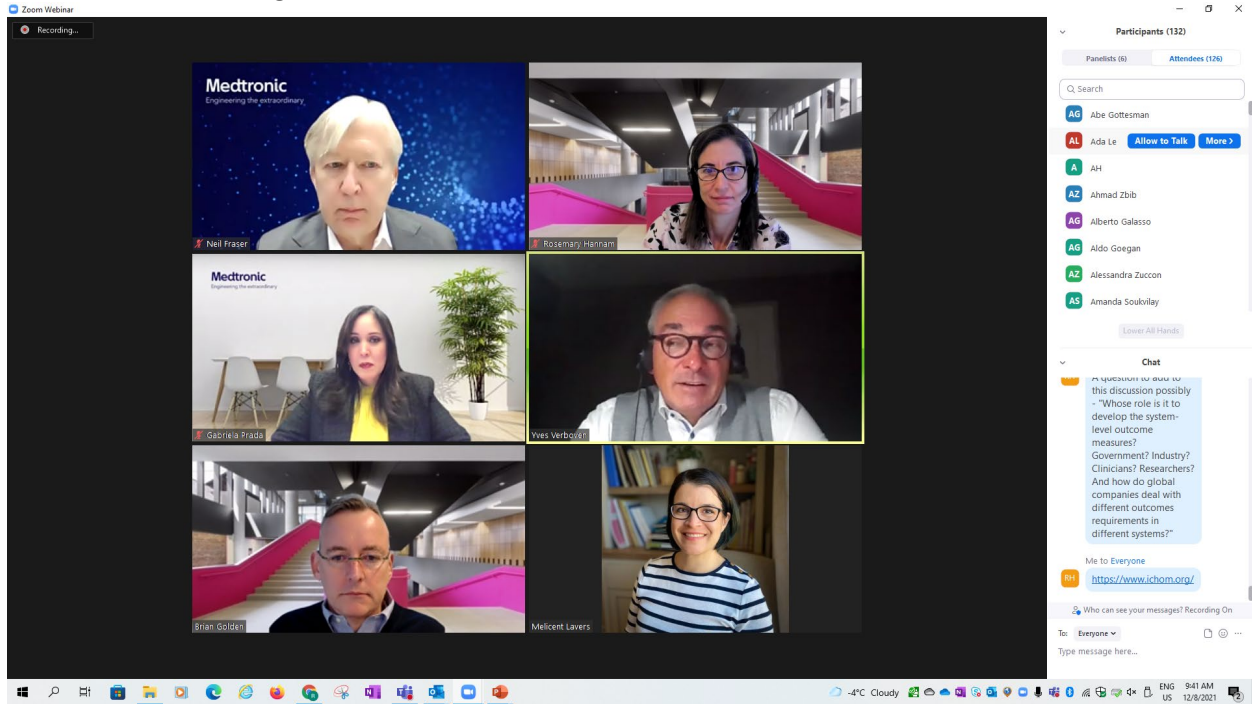 Zoom Webinar
Recording...
Medtronic
Engineering the extraordinary
Neil Fraser
Rosemary Hannam
Medtronic
Engineering the extraordinary
Gabriela Prada
Yves Verboven
Brian Golden
Melicent Lavers
Participants (132)
Panelists (6)
Attendees (126)
Search
AG Abe Gottesman
AL Ada Le Allow to Talk More >
A AH
AZ Ahmad Zbib
AG Alberto Galasso
AG Aldo Goegan
AZ Alessandra Zuccon
AS Amanda Soukvilay
Lower All Hands
Chat
A question to add to
this discussion possibly
- "Whose role is it to
develop the system-
level outcome
measures?
Government? Industry?
Clinicians? Researchers?
And how do global
companies deal with
different outcomes
requirements in
different systems?"
Me to Everyone
RH https://www.ichom.org/
Who can see your messages? Recording On
To: Everyone
Type message here...
-4°C Cloudy
ENG
US
9:41 AM
12/8/2021
2